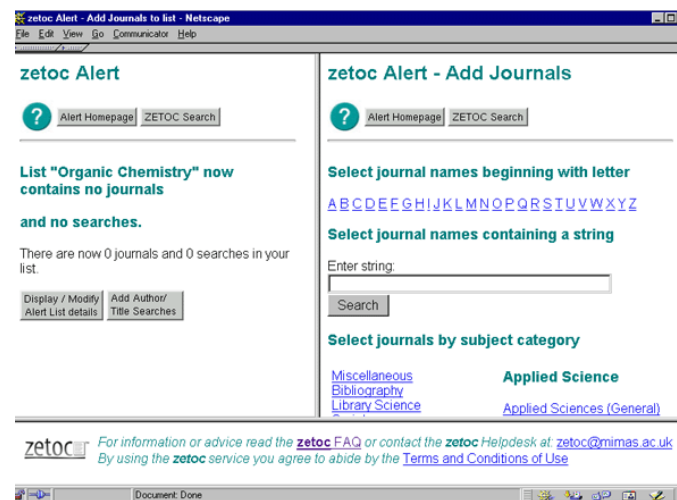 zetoc Alert - Add Journals to list - Netscape
File Edit View Go Communicator Help
zetoc Alert
? Alert Homepage ZETOC Search
List "Organic Chemistry" now
contains no journals
and no searches.
There are now 0 journals and 0 searches in your
list.
Display / Modify
Alert List details
Add Author/
Title Searches
zetoc Alert - Add Journals
? Alert Homepage ZETOC Search
Select journal names beginning with letter
A B C D E F G H I J K L M N O P Q R S T U V W X Y Z
Select journal names containing a string
Enter string:
Search
Select journals by subject category
Miscellaneous
Bibliography
Library Science
Applied Science
Applied Sciences (General)
zetoc
For information or advice read the zetoc FAQ or contact the zetoc Helpdesk at: zetoc@mimas.ac.uk
By using the zetoc service you agree to abide by the Terms and Conditions of Use
Document: Done